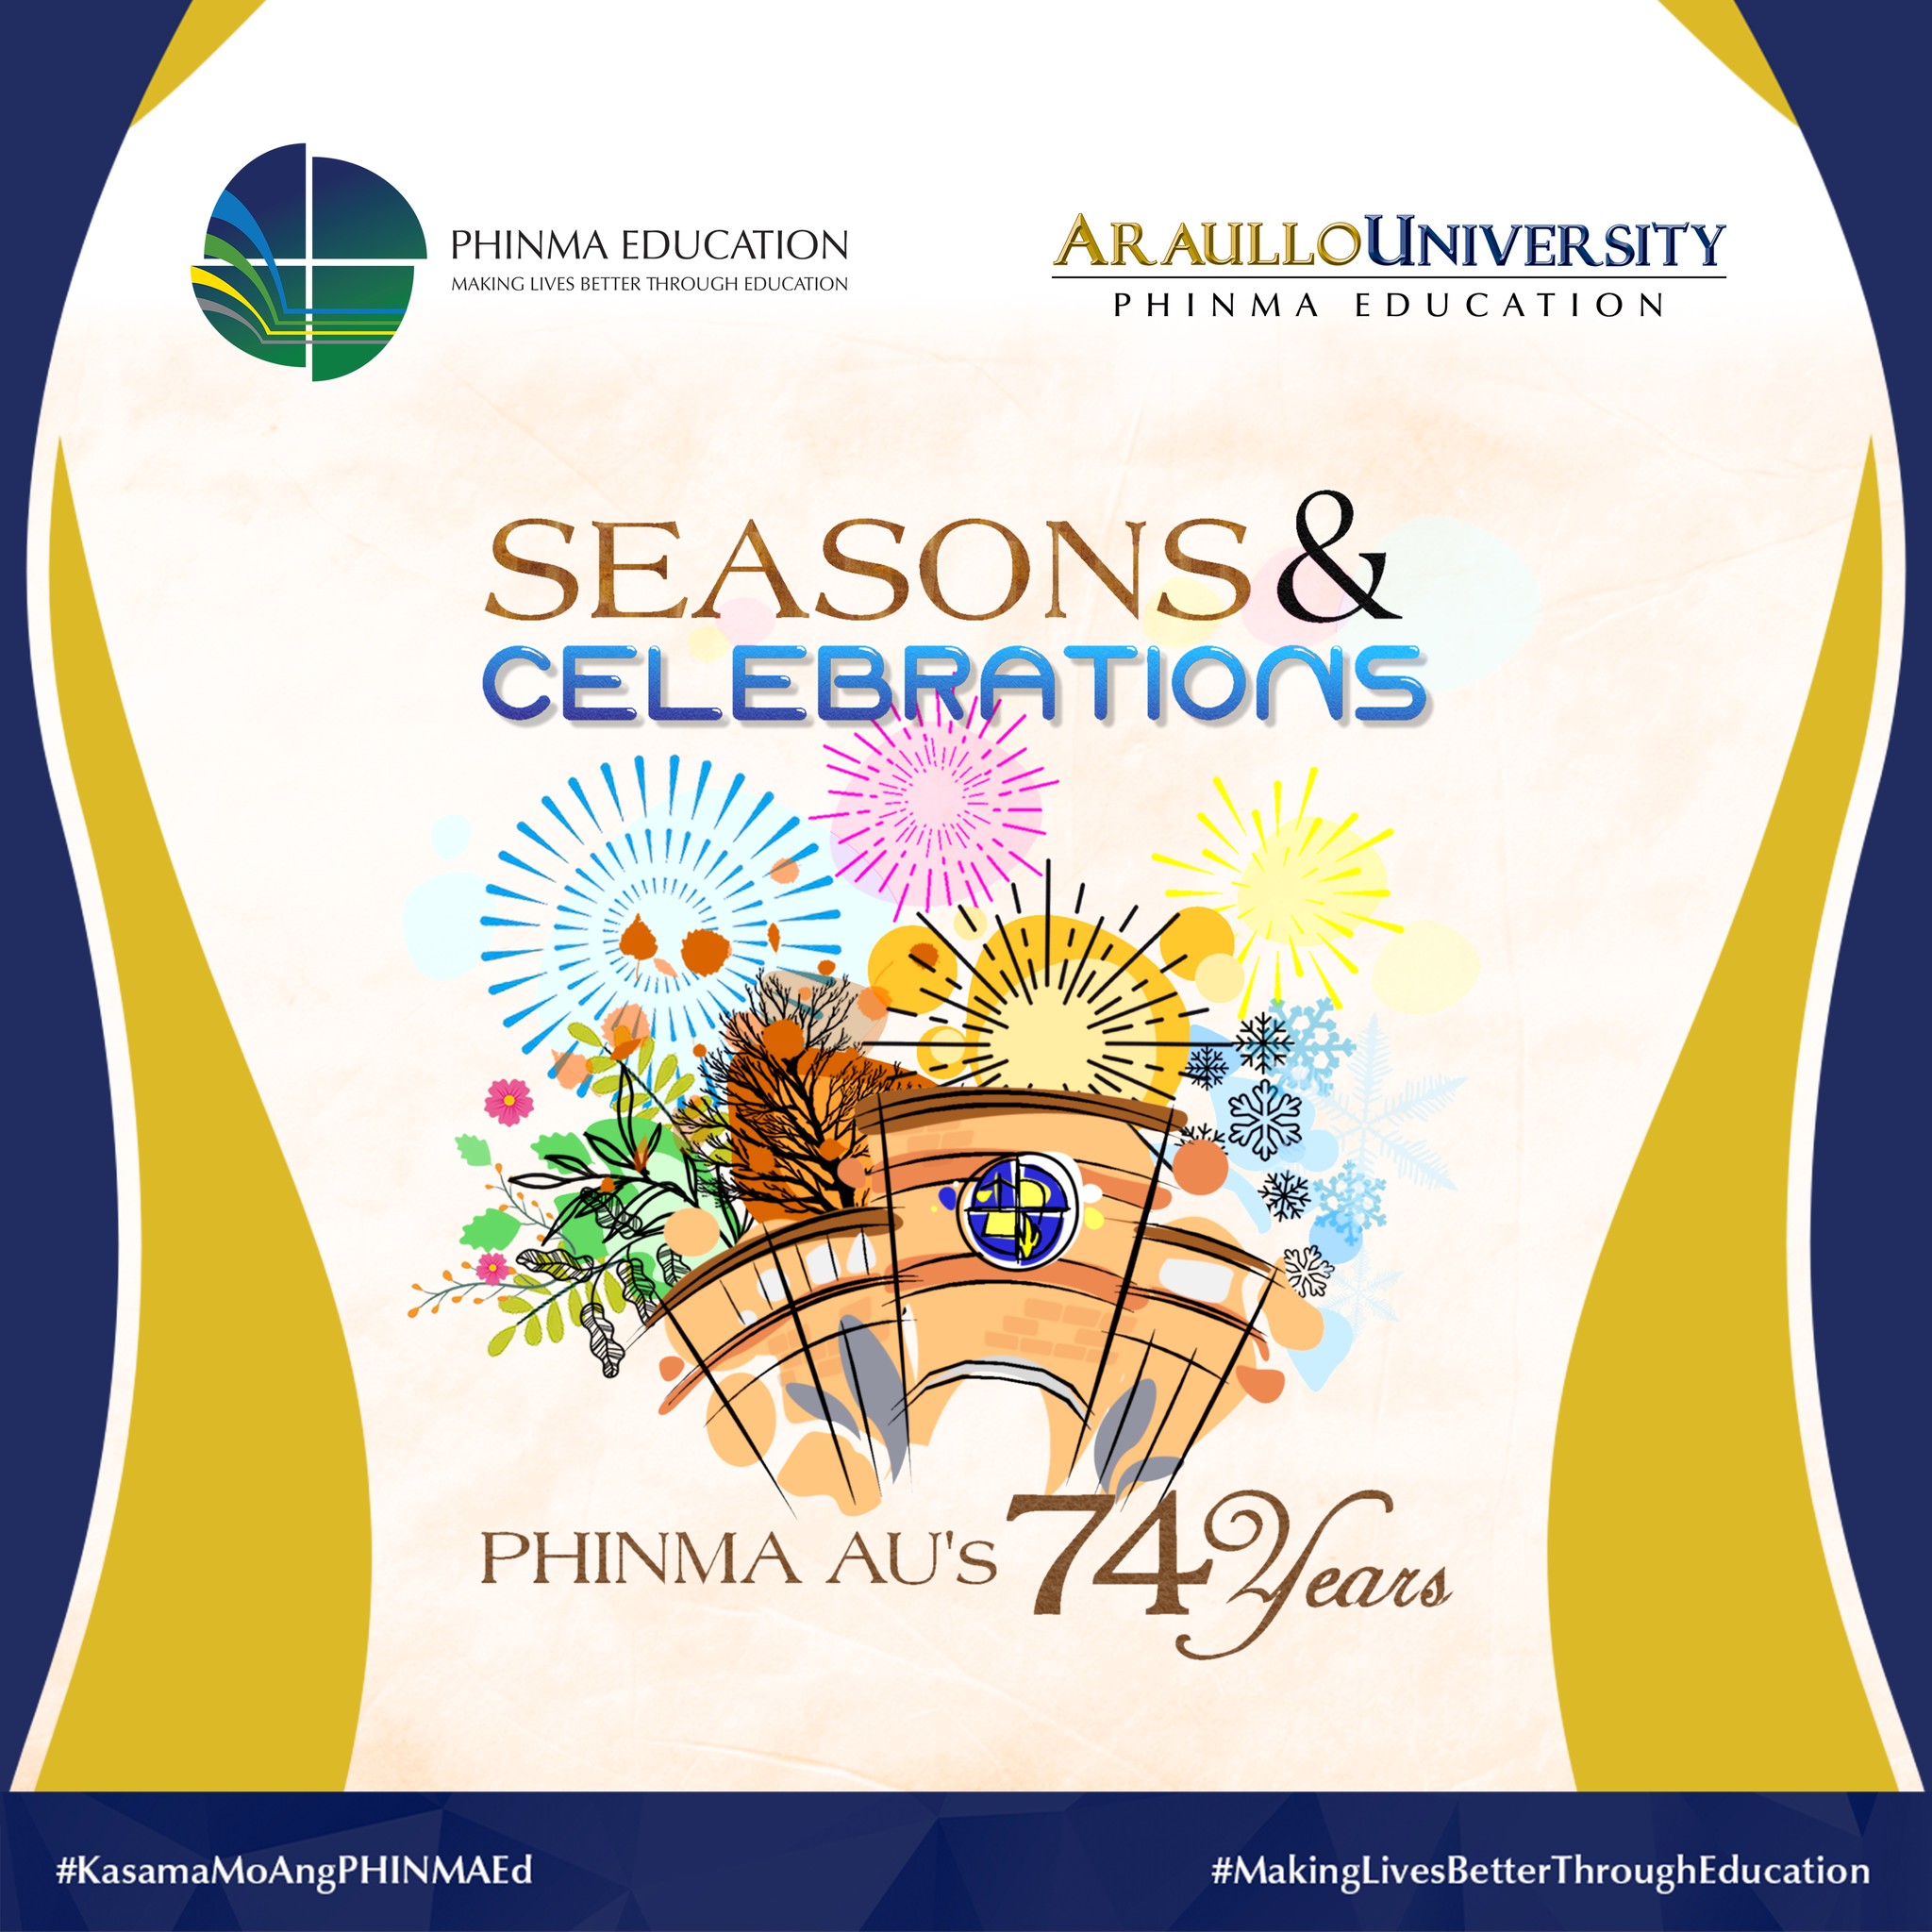 PHINMA EDUCATION
MAKING LIVES BETTER THROUGH EDUCATION
ARAULLO UNIVERSITY
PHINMA EDUCATION
SEASONS &
CELEBRATIONS
PHINMA AU's 74 Years
#KasamaMoAngPHINMAEd
#MakingLivesBetterThroughEducation